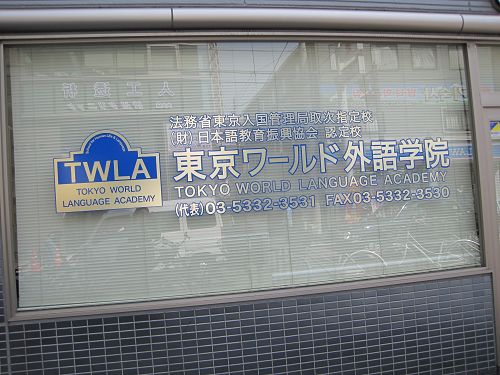 法務省東京入国管理局取次指定校
(財)日本語教育振興協会 認定校
東京ワールド外語学院
TOKYO WORLD LANGUAGE ACADEMY
(代表)03-5332-3531 FAX03-5332-3530
TWLA
TOKYO WORLD
LANGUAGE ACADEMY